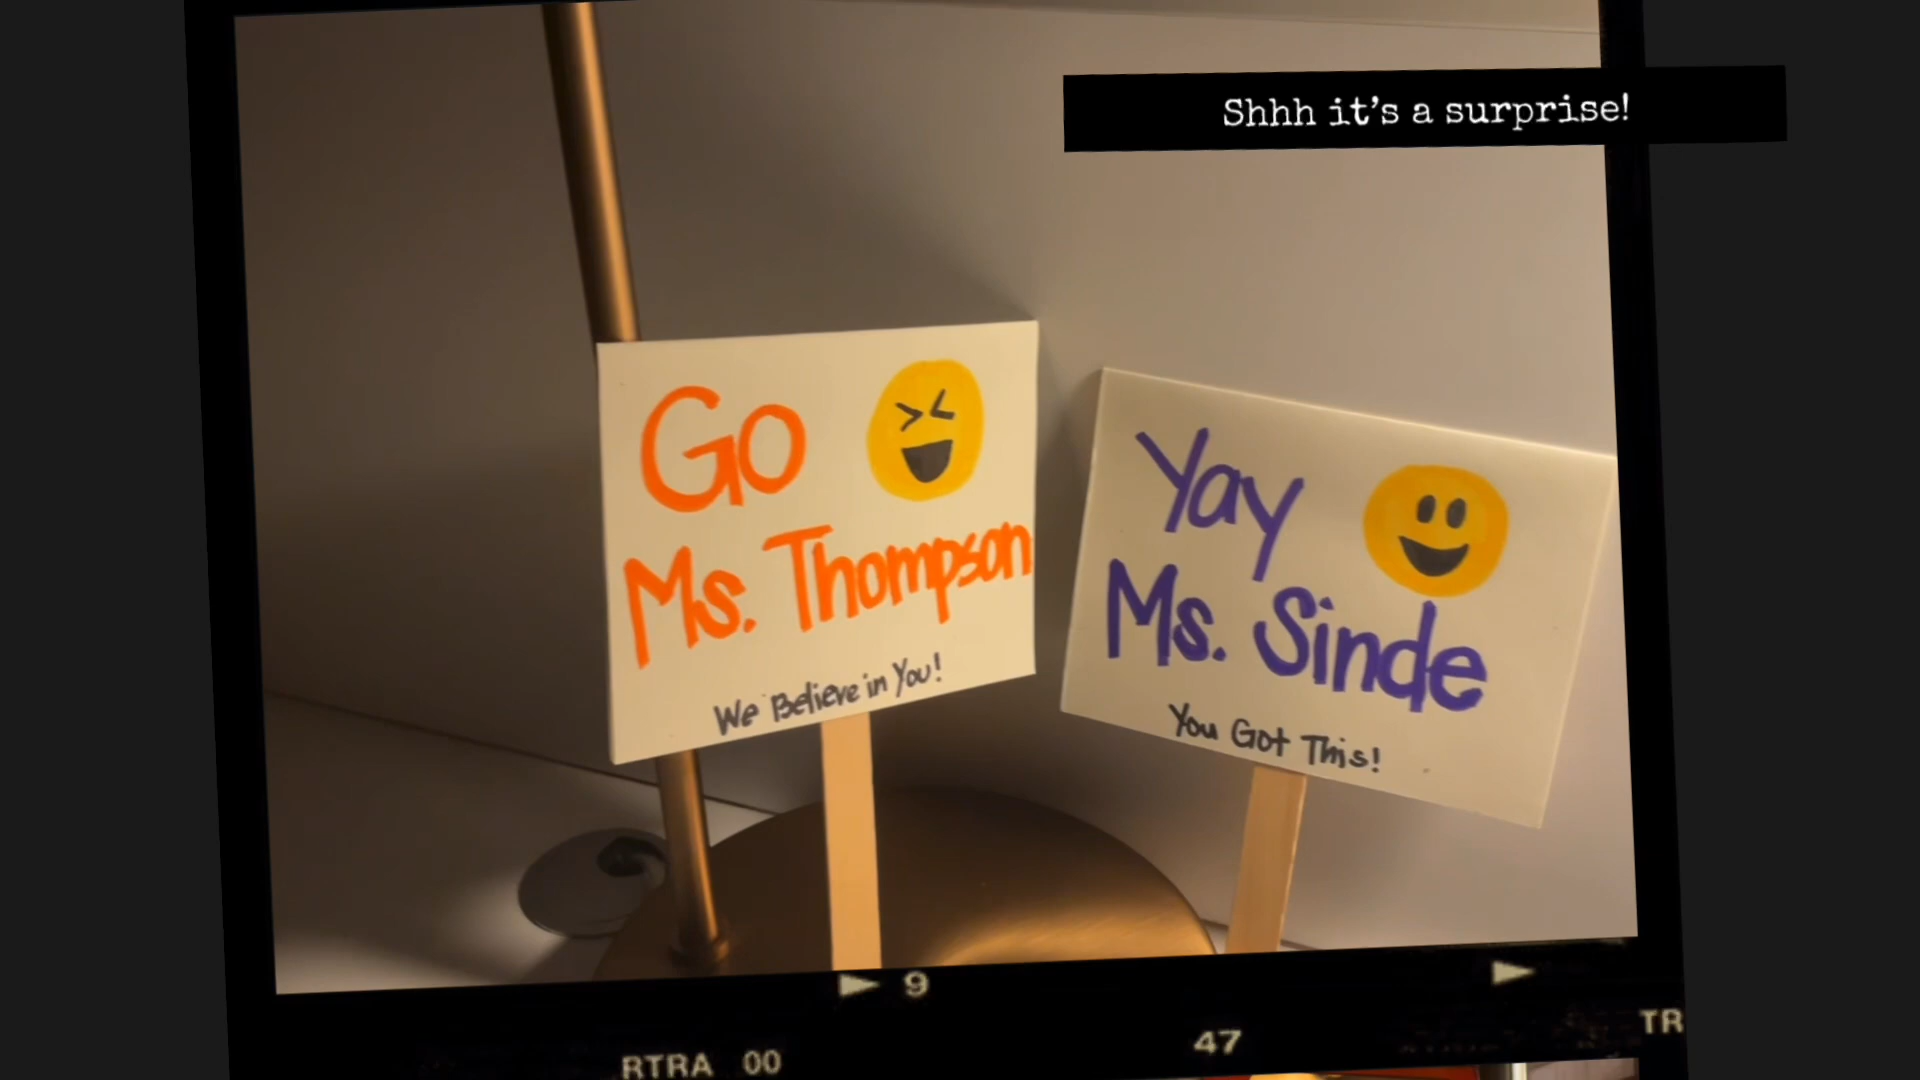 Shhh it’s a surprise!
Go
Ms. Thompson
We Believe in You!
Yay
Ms. Sinde
You Got This!
9
47
TR
RTRA 00